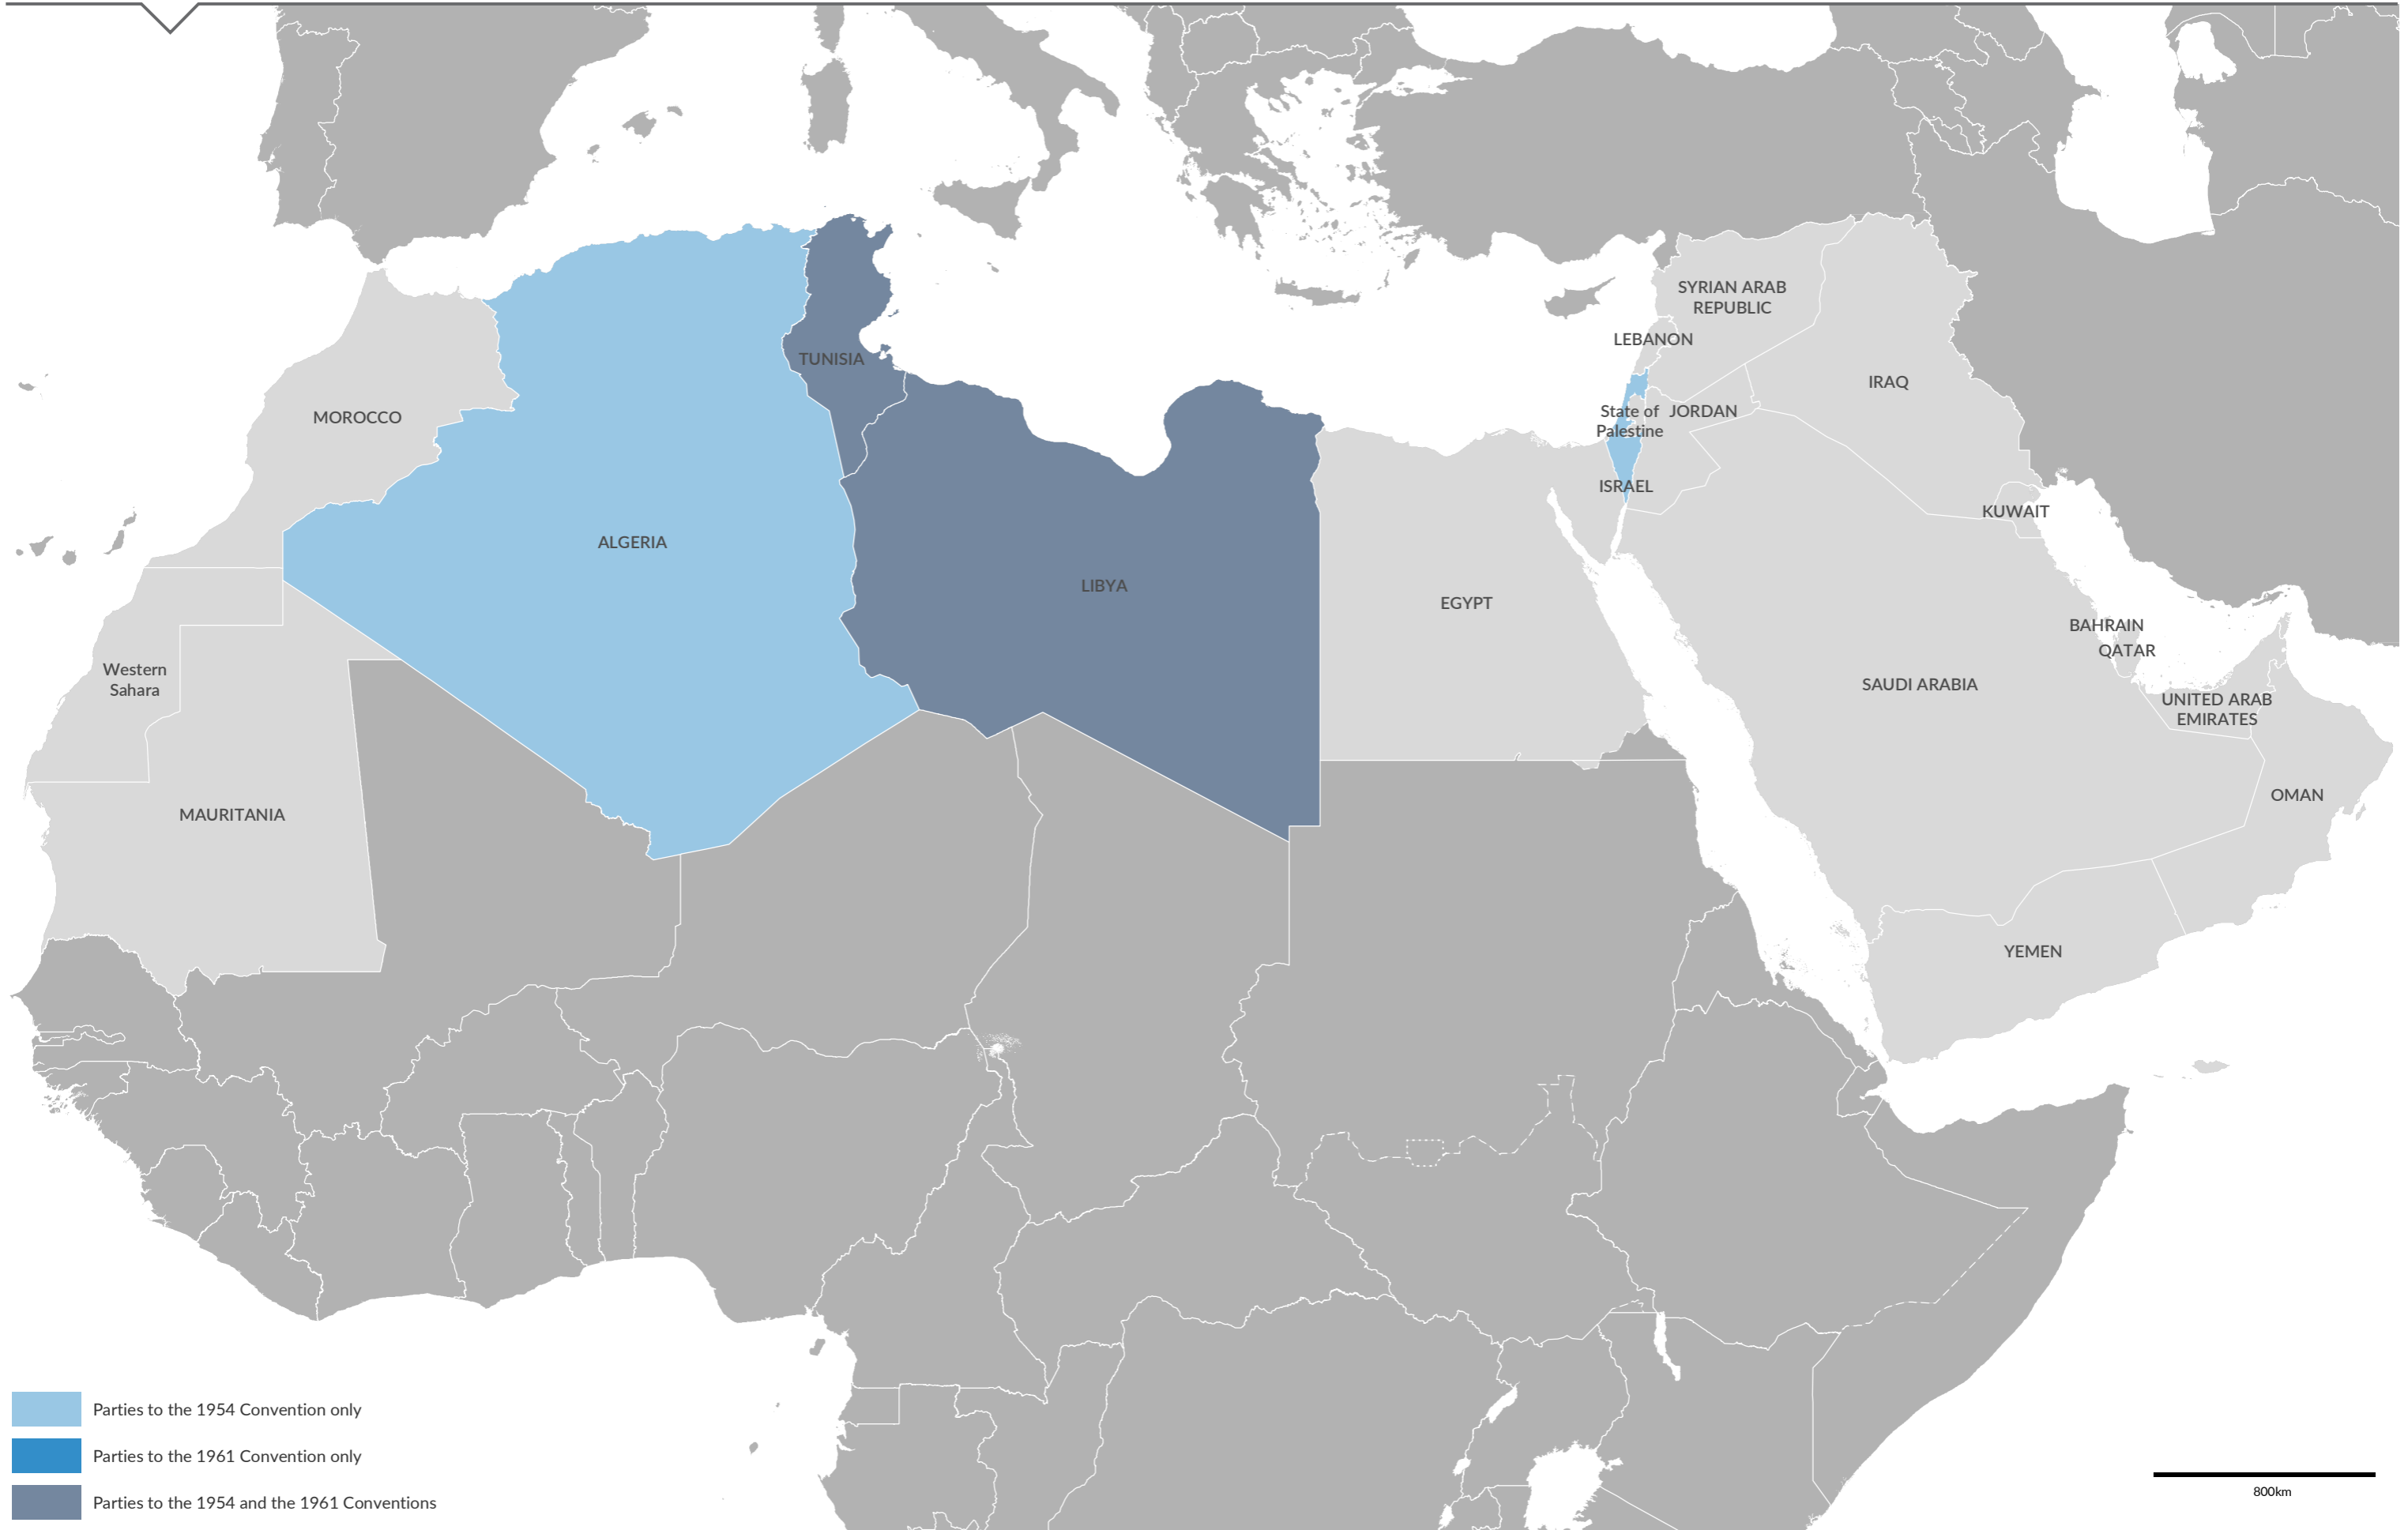 SYRIAN ARAB
REPUBLIC
LEBANON
TUNISIA
IRAQ
MOROCCO
State of
Palestine
JORDAN
ISRAEL
KUWAIT
ALGERIA
LIBYA
EGYPT
BAHRAIN
QATAR
Western
Sahara
SAUDI ARABIA
UNITED ARAB
EMIRATES
OMAN
MAURITANIA
YEMEN
Parties to the 1954 Convention only
Parties to the 1961 Convention only
Parties to the 1954 and the 1961 Conventions
800km